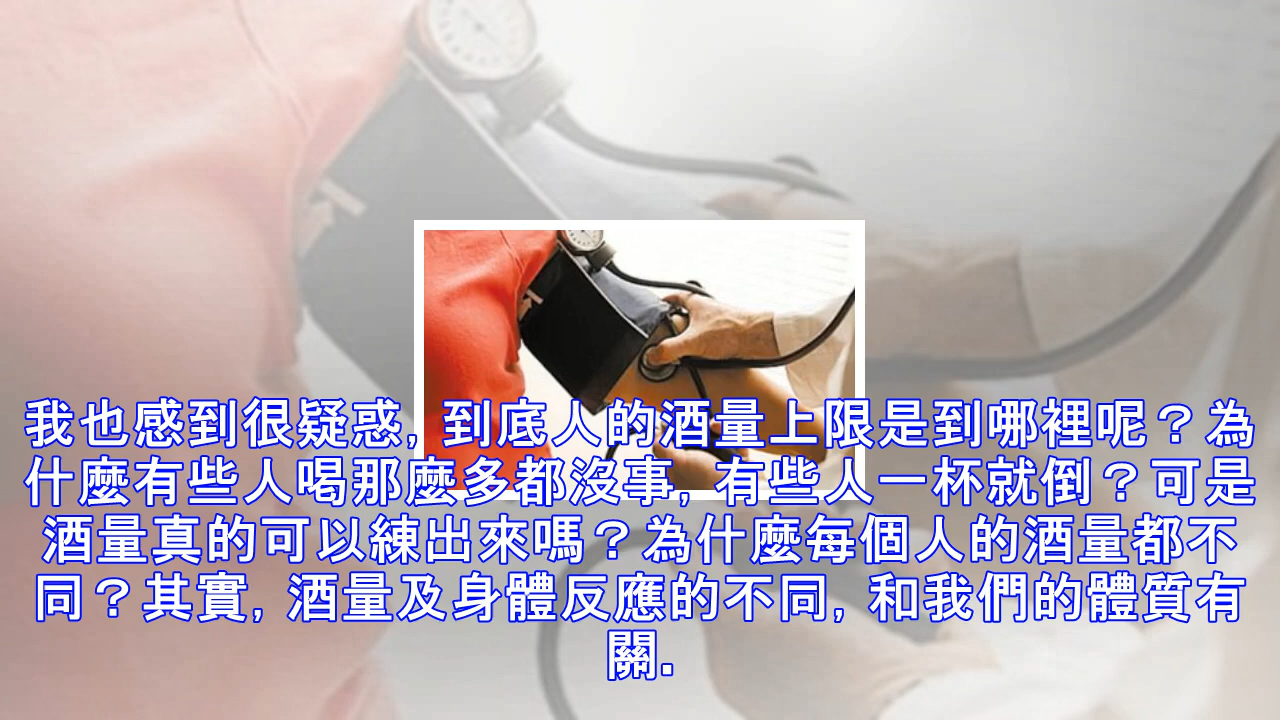 我也感到很疑惑, 到底人的酒量上限是到哪裡呢？為
什麼有些人喝那麼多都沒事, 有些人一杯就倒？可是
酒量真的可以練出來嗎？為什麼每個人的酒量都不
同？其實, 酒量及身體反應的不同, 和我們的體質有
關.